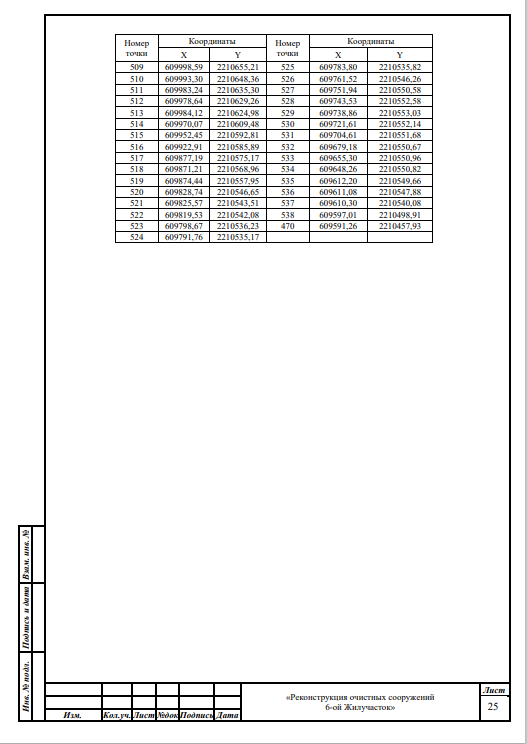 Номер точки Координаты Номер точки Координаты
X Y X Y
509 609998,59 2210655,21 525 609783,80 2210535,82
510 609993,30 2210648,36 526 609761,52 2210546,26
511 609983,24 2210635,30 527 609751,94 2210550,58
512 609978,64 2210629,26 528 609743,53 2210552,58
513 609984,12 2210624,98 529 609738,86 2210553,03
514 609970,07 2210609,48 530 609721,61 2210552,14
515 609952,45 2210592,81 531 609704,61 2210551,68
516 609922,91 2210585,89 532 609679,18 2210550,67
517 609877,19 2210575,17 533 609655,30 2210550,96
518 609871,21 2210568,96 534 609648,26 2210550,82
519 609874,44 2210557,95 535 609612,20 2210549,66
520 609828,74 2210546,65 536 609611,08 2210547,88
521 609825,57 2210543,51 537 609610,30 2210540,08
522 609819,53 2210542,08 538 609597,01 2210498,91
523 609798,67 2210536,23 470 609591,26 2210457,93
524 609791,76 2210535,17
Взам. инв. №
Подпись и дата
Инв. № подл.
Изм. Кол.уч. Лист №док Подпись Дата
«Реконструкция очистных сооружений
6-ой Жилучасток»
Лист
25